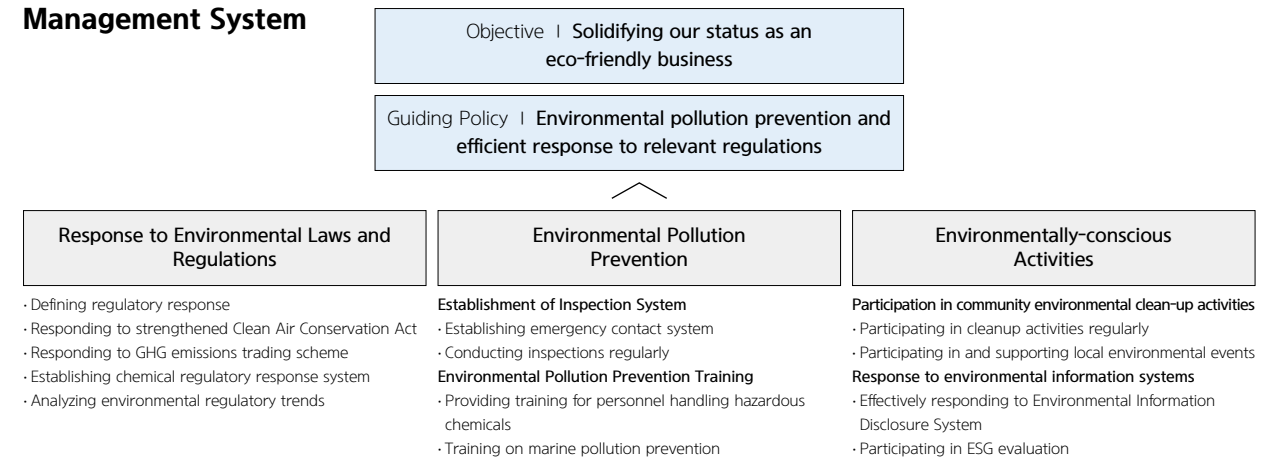 Management System
Objective | Solidifying our status as an
eco-friendly business
Guiding Policy | Environmental pollution prevention and
efficient response to relevant regulations
Response to Environmental Laws and
Regulations
· Defining regulatory response
· Responding to strengthened Clean Air Conservation Act
· Responding to GHG emissions trading scheme
· Establishing chemical regulatory response system
· Analyzing environmental regulatory trends
Environmental Pollution
Prevention
Establishment of Inspection System
· Establishing emergency contact system
· Conducting inspections regularly
Environmental Pollution Prevention Training
· Providing training for personnel handling hazardous
chemicals
· Training on marine pollution prevention
Environmentally-conscious
Activities
Participation in community environmental clean-up activities
· Participating in cleanup activities regularly
· Participating in and supporting local environmental events
Response to environmental information systems
· Effectively responding to Environmental Information
Disclosure System
· Participating in ESG evaluation